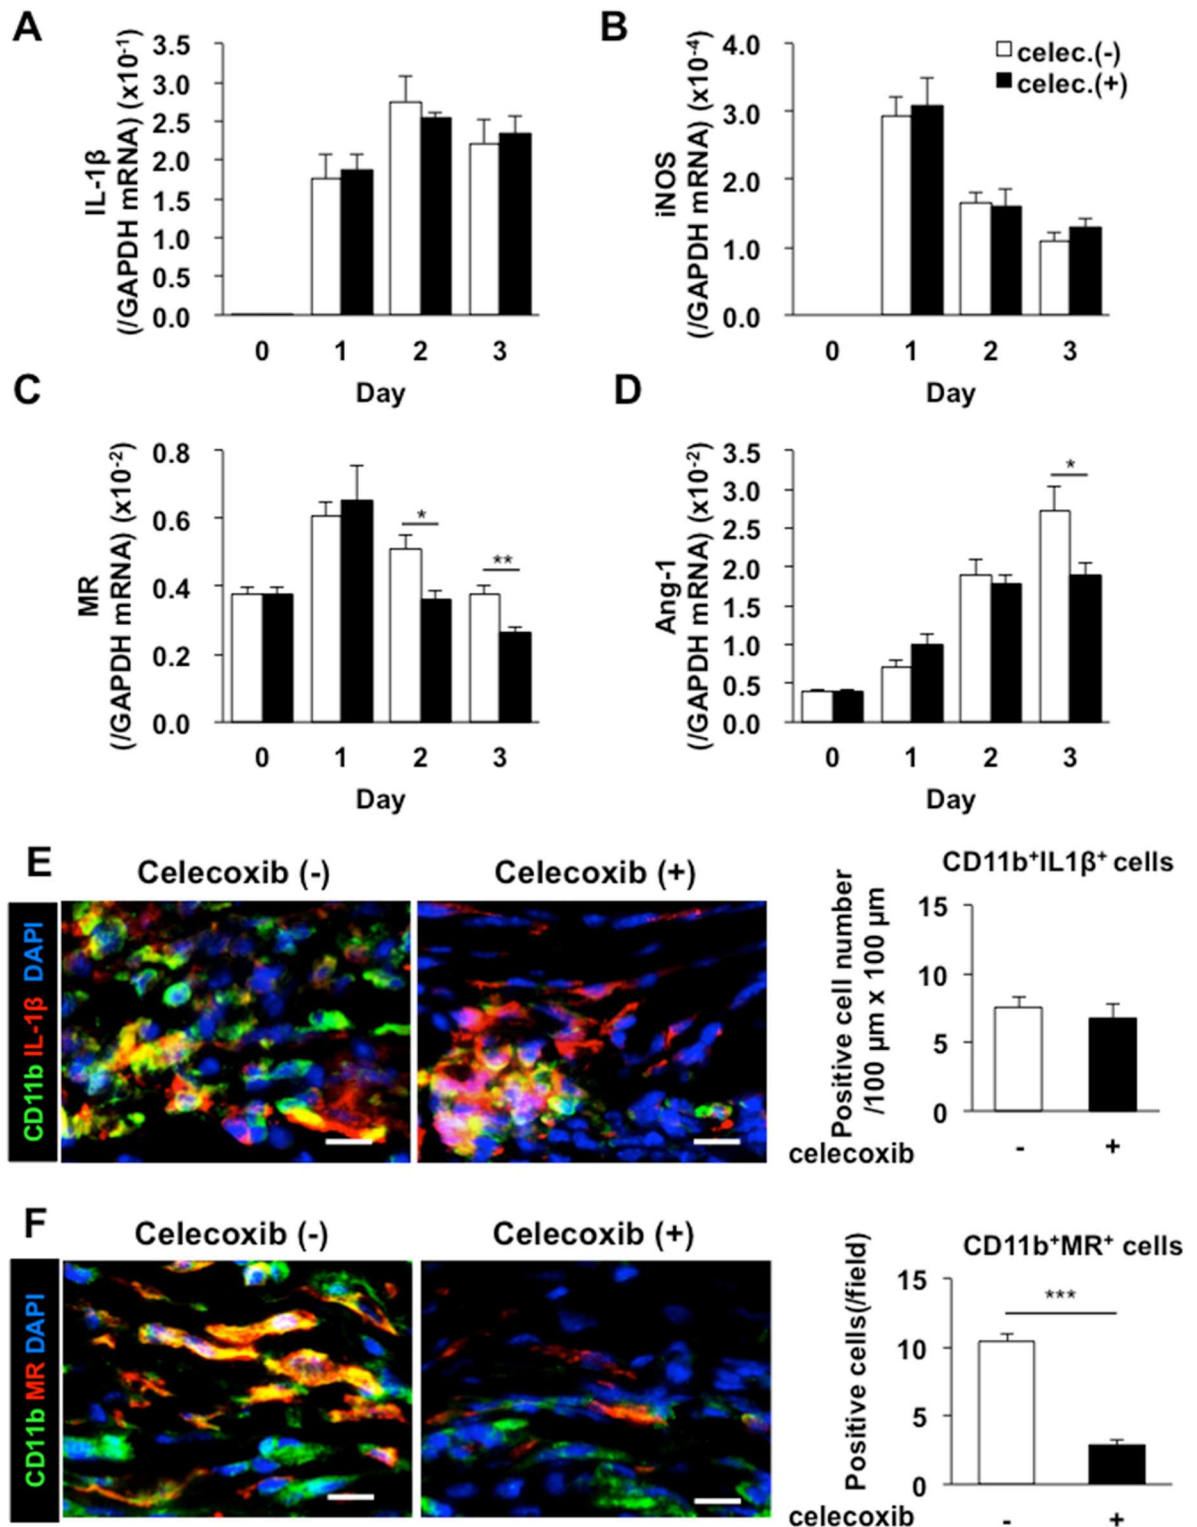 A
IL-1β
(/GAPDH mRNA) (x10⁻¹)
3.5
3.0
2.5
2.0
1.5
1.0
0.5
0.0
0 1 2 3
Day
B
iNOS
(/GAPDH mRNA) (x10⁻⁴)
4.0
3.0
2.0
1.0
0.0
celec.(-)
celec.(+)
0 1 2 3
Day
C
MR
(/GAPDH mRNA) (x10⁻²)
0.8
0.6
0.4
0.2
0.0
*
**
0 1 2 3
Day
D
Ang-1
(/GAPDH mRNA) (x10⁻²)
3.5
3.0
2.5
2.0
1.5
1.0
0.5
0.0
*
0 1 2 3
Day
E
Celecoxib (-)
Celecoxib (+)
CD11b IL-1β DAPI
CD11b⁺IL1β⁺ cells
Positive cell number
/100 μm x 100 μm
15
10
5
0
celecoxib - +
F
Celecoxib (-)
Celecoxib (+)
CD11b MR DAPI
CD11b⁺MR⁺ cells
Positive cells(/field)
15
10
5
0
***
celecoxib - +